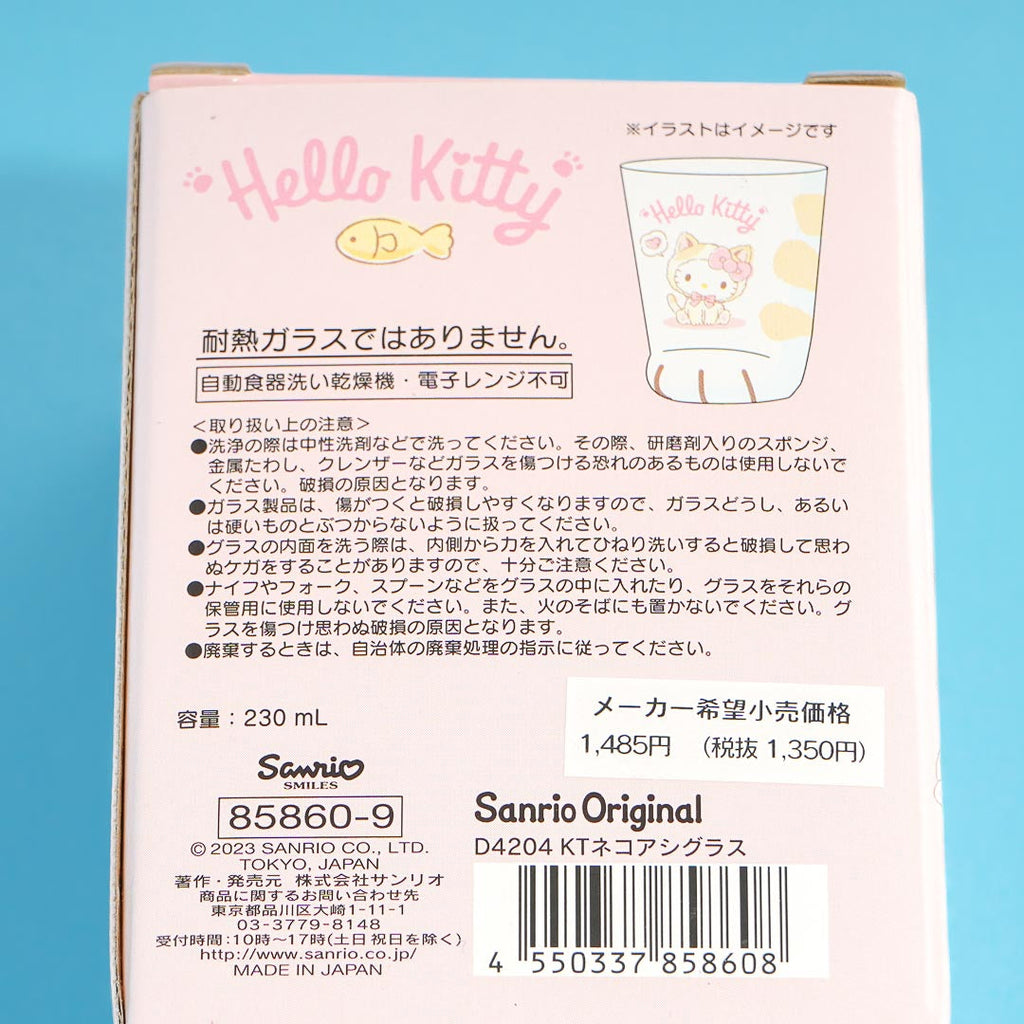 ※イラストはイメージです
Hello Kitty
Hello Kitty
耐熱ガラスではありません。
自動食器洗い乾燥機・電子レンジ不可
＜取り扱い上の注意＞
●洗浄の際は中性洗剤などで洗ってください。その際、研磨剤入りのスポンジ、
金属たわし、クレンザーなどガラスを傷つける恐れのあるものは使用しないで
ください。破損の原因となります。
●ガラス製品は、傷がつくと破損しやすくなりますので、ガラスどうし、あるい
は硬いものとぶつからないように扱ってください。
●グラスの内面を洗う際は、内側から力を入れてひねり洗いすると破損して思わ
ぬケガをすることがありますので、十分ご注意ください。
●ナイフやフォーク、スプーンなどをグラスの中に入れたり、グラスをそれらの
保管用に使用しないでください。また、火のそばにも置かないでください。グ
ラスを傷つけ思わぬ破損の原因となります。
●廃棄するときは、自治体の廃棄処理の指示に従ってください。
容量：230 mL
メーカー希望小売価格
1,485円 （税抜 1,350円）
Sanrio
SMILES
85860-9
©2023 SANRIO CO., LTD.
TOKYO, JAPAN
著作・発売元 株式会社サンリオ
商品に関するお問い合わせ先
東京都品川区大崎1-11-1
03-3779-8148
受付時間：10時〜17時(土日祝日を除く)
http://www.sanrio.co.jp/
MADE IN JAPAN
Sanrio Original
D4204 KTネコアシグラス
4 550337 858608